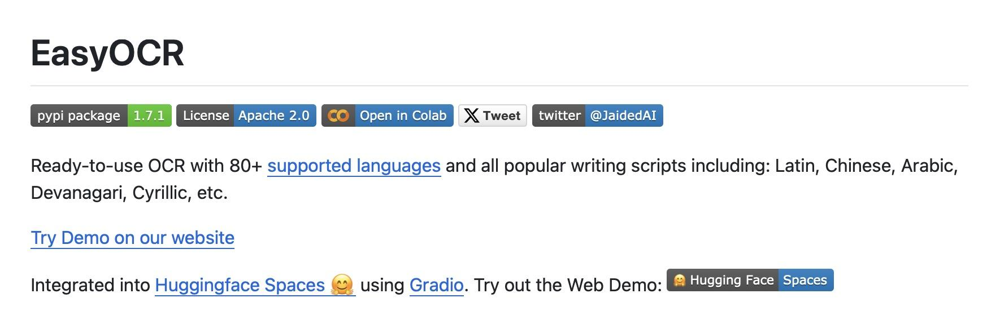 EasyOCR
pypi package 1.7.1 License Apache 2.0 Open in Colab X Tweet twitter @JaidedAI
Ready-to-use OCR with 80+ supported languages and all popular writing scripts including: Latin, Chinese, Arabic,
Devanagari, Cyrillic, etc.
Try Demo on our website
Integrated into Huggingface Spaces 🤗 using Gradio. Try out the Web Demo: 🤗 Hugging Face Spaces